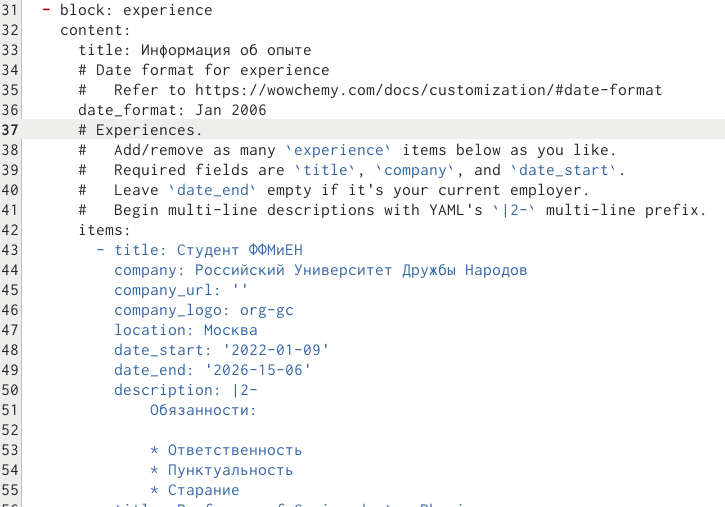 31 - block: experience
32 content:
33 title: Информация об опыте
34 # Date format for experience
35 #   Refer to https://wowchemy.com/docs/customization/#date-format
36 date_format: Jan 2006
37 # Experiences.
38 #   Add/remove as many `experience` items below as you like.
39 #   Required fields are `title`, `company`, and `date_start`.
40 #   Leave `date_end` empty if it's your current employer.
41 #   Begin multi-line descriptions with YAML's `|2-` multi-line prefix.
42 items:
43 - title: Студент ФФМиЕН
44 company: Российский Университет Дружбы Народов
45 company_url: ''
46 company_logo: org-gc
47 location: Москва
48 date_start: '2022-01-09'
49 date_end: '2026-15-06'
50 description: |2-
51 Обязанности:
52
53 * Ответственность
54 * Пунктуальность
55 * Старание